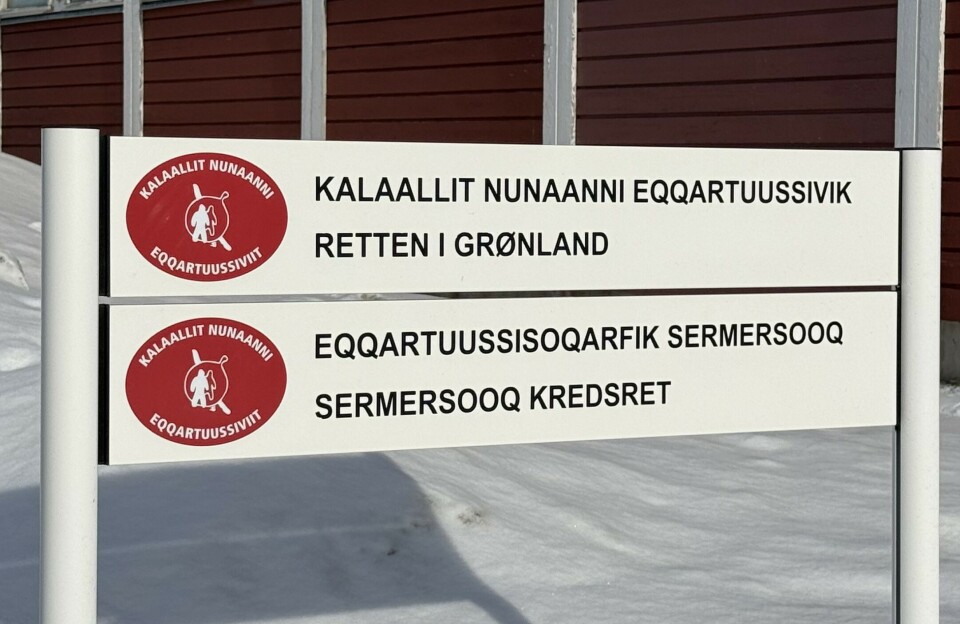 KALAALLIT NUNAANNI
EQQARTUUSSIVIIT
KALAALLIT NUNAANNI EQQARTUUSSIVIK
RETTEN I GRØNLAND
KALAALLIT NUNAANNI
EQQARTUUSSIVIIT
EQQARTUUSSISOQARFIK SERMERSOOQ
SERMERSOOQ KREDSRET